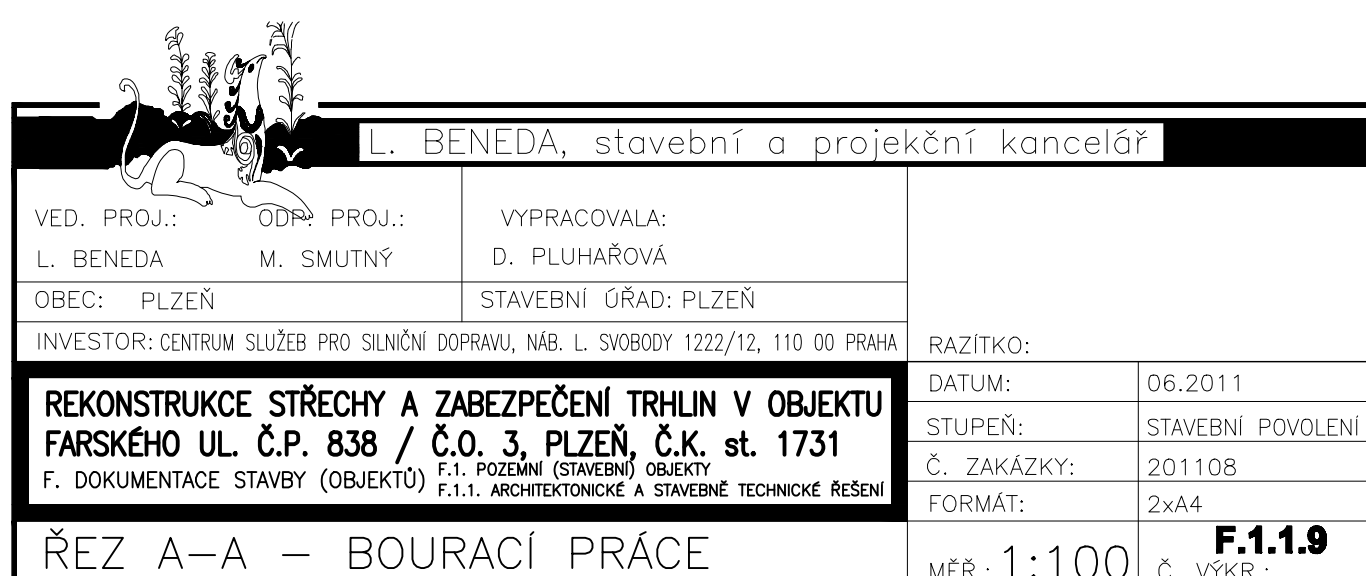 L. BENEDA, stavební a projekční kancelář
VED. PROJ.: ODP. PROJ.: VYPRACOVALA:
L. BENEDA M. SMUTNÝ D. PLUHAŘOVÁ
OBEC: PLZEŇ STAVEBNÍ ÚŘAD: PLZEŇ
INVESTOR: CENTRUM SLUŽEB PRO SILNIČNÍ DOPRAVU, NÁB. L. SVOBODY 1222/12, 110 00 PRAHA
RAZÍTKO:
REKONSTRUKCE STŘECHY A ZABEZPEČENÍ TRHLIN V OBJEKTU
FARSKÉHO UL. Č.P. 838 / Č.O. 3, PLZEŇ, Č.K. st. 1731
F. DOKUMENTACE STAVBY (OBJEKTŮ)
F.1. POZEMNÍ (STAVEBNÍ) OBJEKTY
F.1.1. ARCHITEKTONICKÉ A STAVEBNĚ TECHNICKÉ ŘEŠENÍ
DATUM: 06.2011
STUPEŇ: STAVEBNÍ POVOLENÍ
Č. ZAKÁZKY: 201108
FORMÁT: 2xA4
ŘEZ A-A - BOURACÍ PRÁCE
MĚŘ.: 1:100
Č. VÝKR.: F.1.1.9